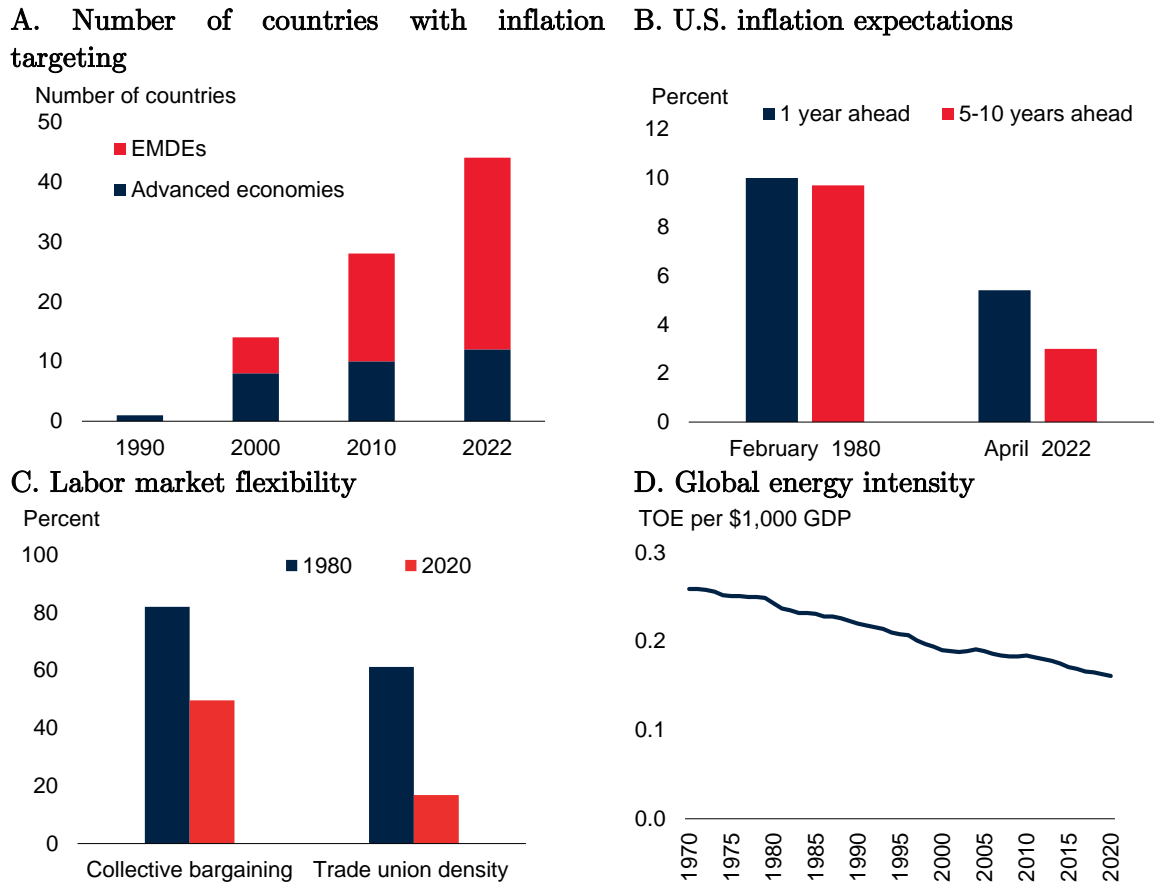 A. Number of countries with inflation
targeting
Number of countries
50
EMDEs
40
Advanced economies
30
20
10
0
1990 2000 2010 2022
B. U.S. inflation expectations
Percent
1 year ahead 5-10 years ahead
12
10
8
6
4
2
0
February 1980 April 2022
C. Labor market flexibility
Percent
100
1980 2020
80
60
40
20
0
Collective bargaining Trade union density
D. Global energy intensity
TOE per $1,000 GDP
0.3
0.2
0.1
0.0
1970 1975 1980 1985 1990 1995 2000 2005 2010 2015 2020